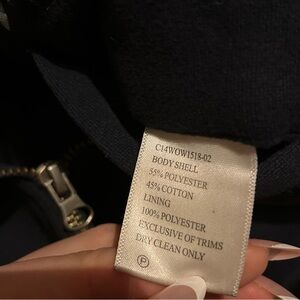 C14WOW1518-02
BODY SHELL
55% POLYESTER
45% COTTON
LINING
100% POLYESTER
EXCLUSIVE OF TRIMS
DRY CLEAN ONLY
P